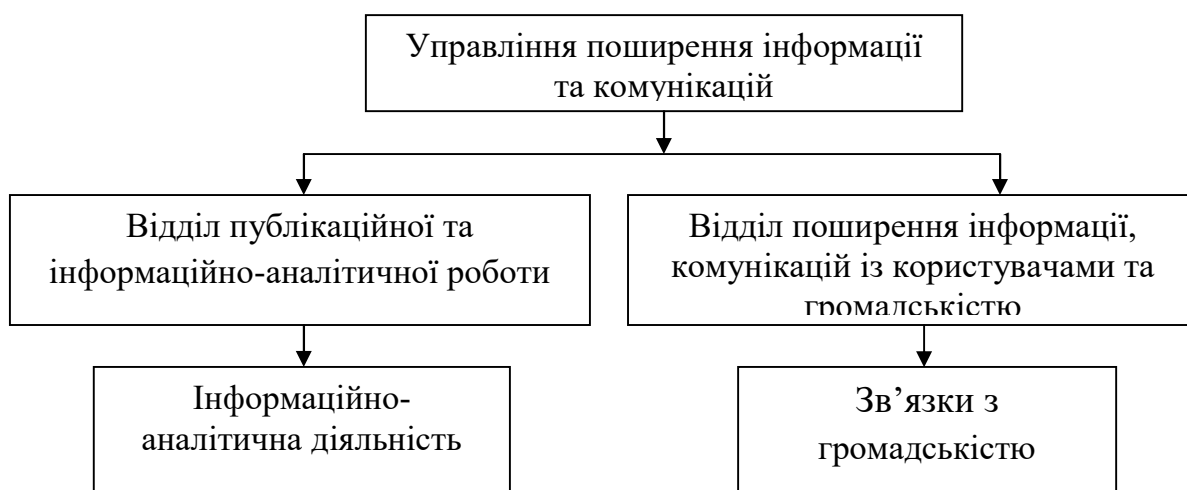 Управління поширення інформації
та комунікацій
Відділ публікаційної та
інформаційно-аналітичної роботи
Відділ поширення інформації,
комунікацій із користувачами та
громадськістю
Інформаційно-
аналітична діяльність
Зв’язки з
громадськістю